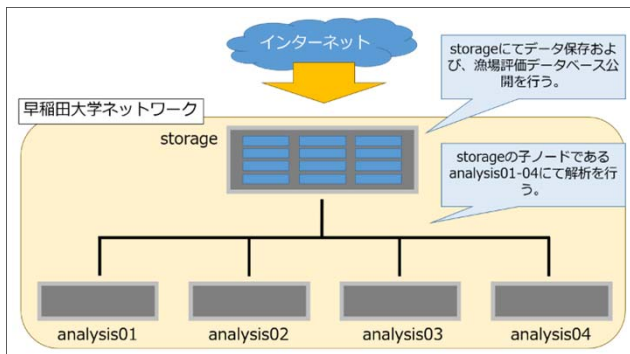 インターネット
storageにてデータ保存およ
び、漁場評価データベース公
開を行う。
早稲田大学ネットワーク
storage
storageの子ノードである
analysis01-04にて解析を行
う。
analysis01
analysis02
analysis03
analysis04